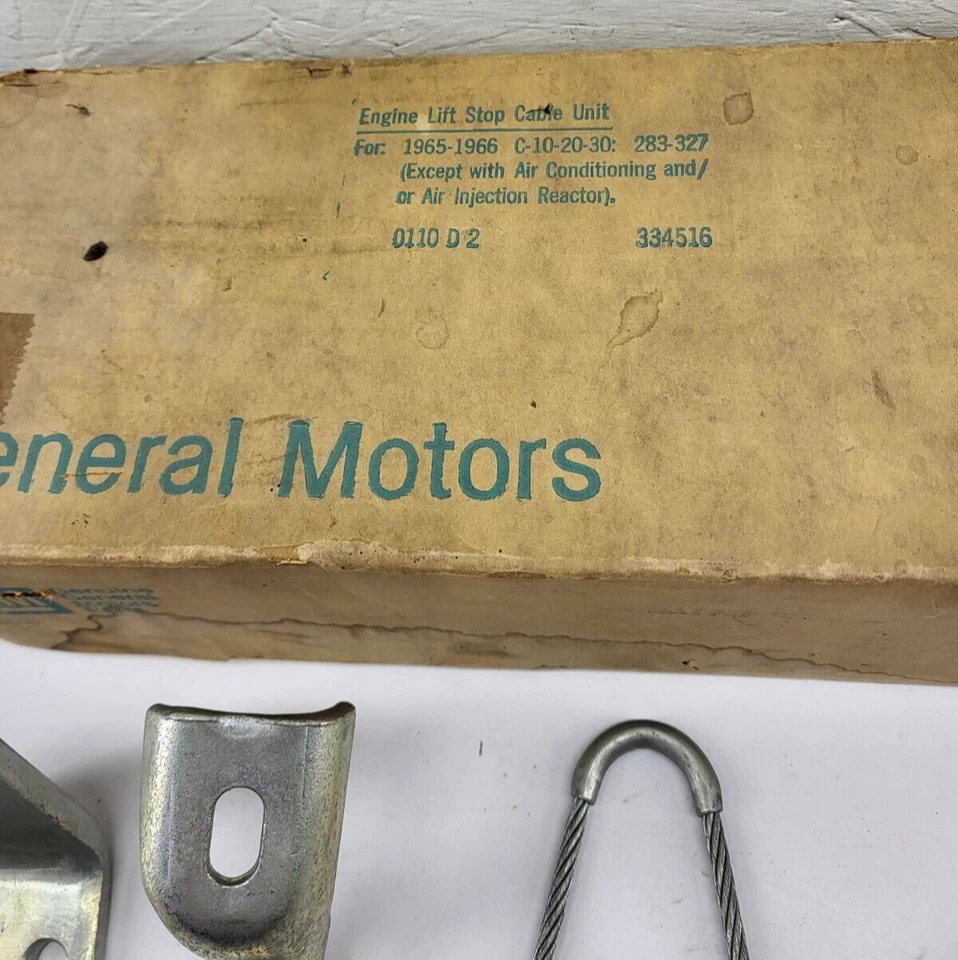 Engine Lift Stop Cable Unit
For: 1965-1966 C-10-20-30: 283-327
(Except with Air Conditioning and/
or Air Injection Reactor).
0110 D 2 334516
eneral Motors